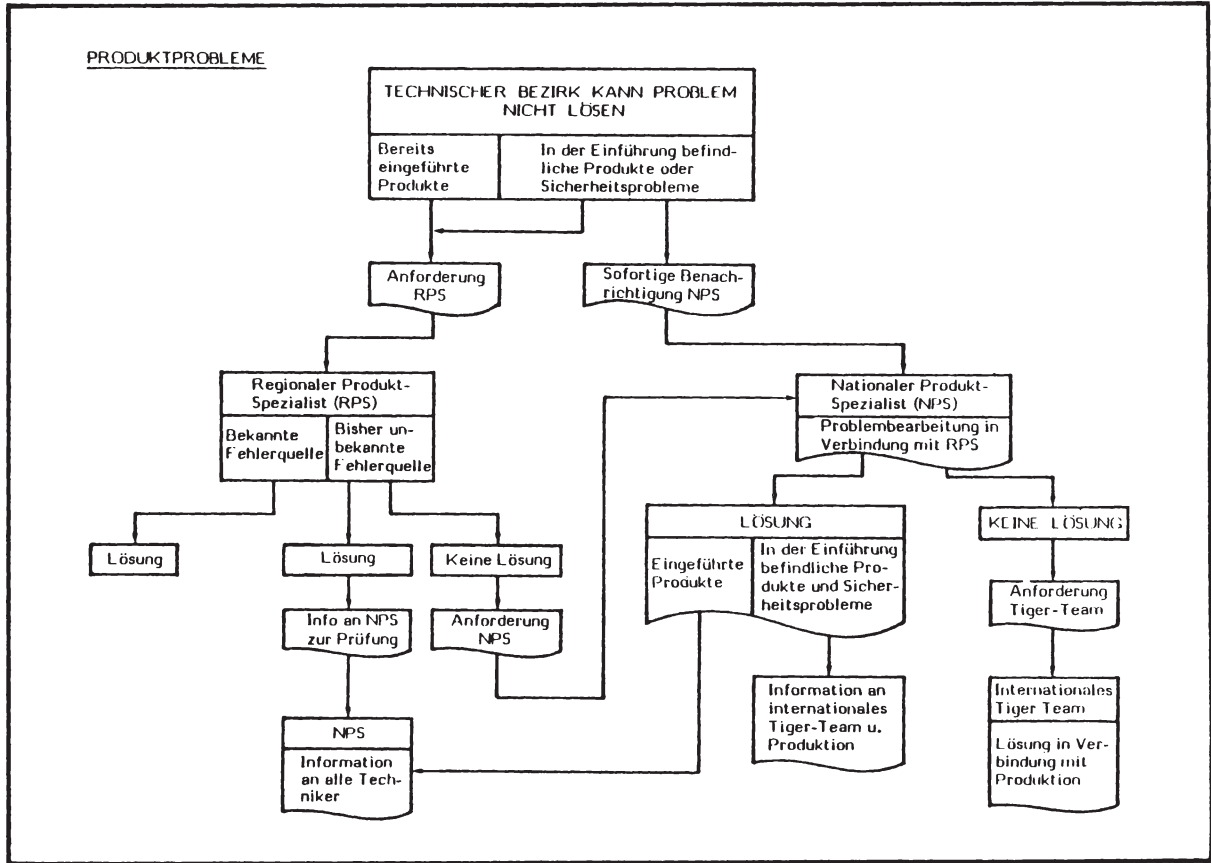 PRODUKTPROBLEME
TECHNISCHER BEZIRK KANN PROBLEM
NICHT LÖSEN
Bereits
eingeführte
Produkte
In der Einführung befind-
liche Produkte oder
Sicherheitsprobleme
Anforderung
RPS
Sofortige Benach-
richtigung NPS
Regionaler Produkt-
Spezialist (RPS)
Bekannte
Fehlerquelle
Bisher un-
bekannte
Fehlerquelle
Nationaler Produkt-
Spezialist (NPS)
Problembearbeitung in
Verbindung mit RPS
Lösung
Lösung
Keine Lösung
LÖSUNG
Eingeführte
Produkte
In der Einführung
befindliche Pro-
dukte und Sicher-
heitsprobleme
KEINE LÖSUNG
Info an NPS
zur Prüfung
Anforderung
NPS
Anforderung
Tiger-Team
NPS
Information
an alle Tech-
niker
Information an
internationales
Tiger-Team u.
Produktion
Internationales
Tiger Team
Lösung in Ver-
bindung mit
Produktion